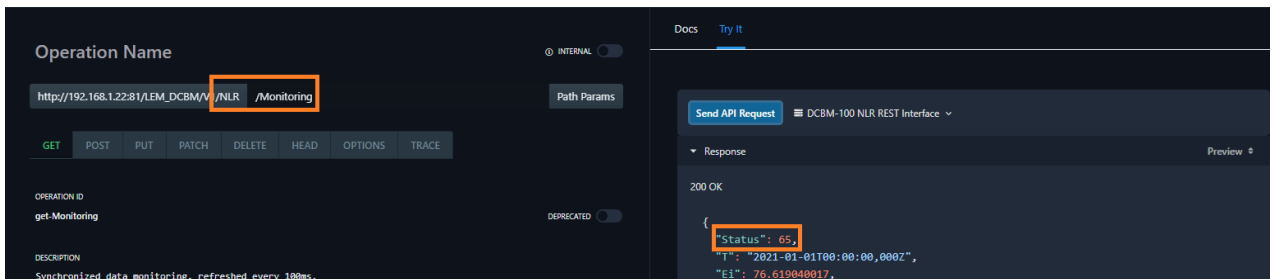 Operation Name
INTERNAL
http://192.168.1.22:81/LEM_DCBM/V1/NLR /Monitoring
Path Params
GET POST PUT PATCH DELETE HEAD OPTIONS TRACE
OPERATION ID
get-Monitoring
DEPRECATED
DESCRIPTION
Synchronized data monitoring, refreshed every 100ms.
Docs Try It
Send API Request DCBM-100 NLR REST Interface
Response Preview
200 OK
{
"Status": 65,
"T": "2021-01-01T00:00:00,000Z",
"Ei": 76.619040017,